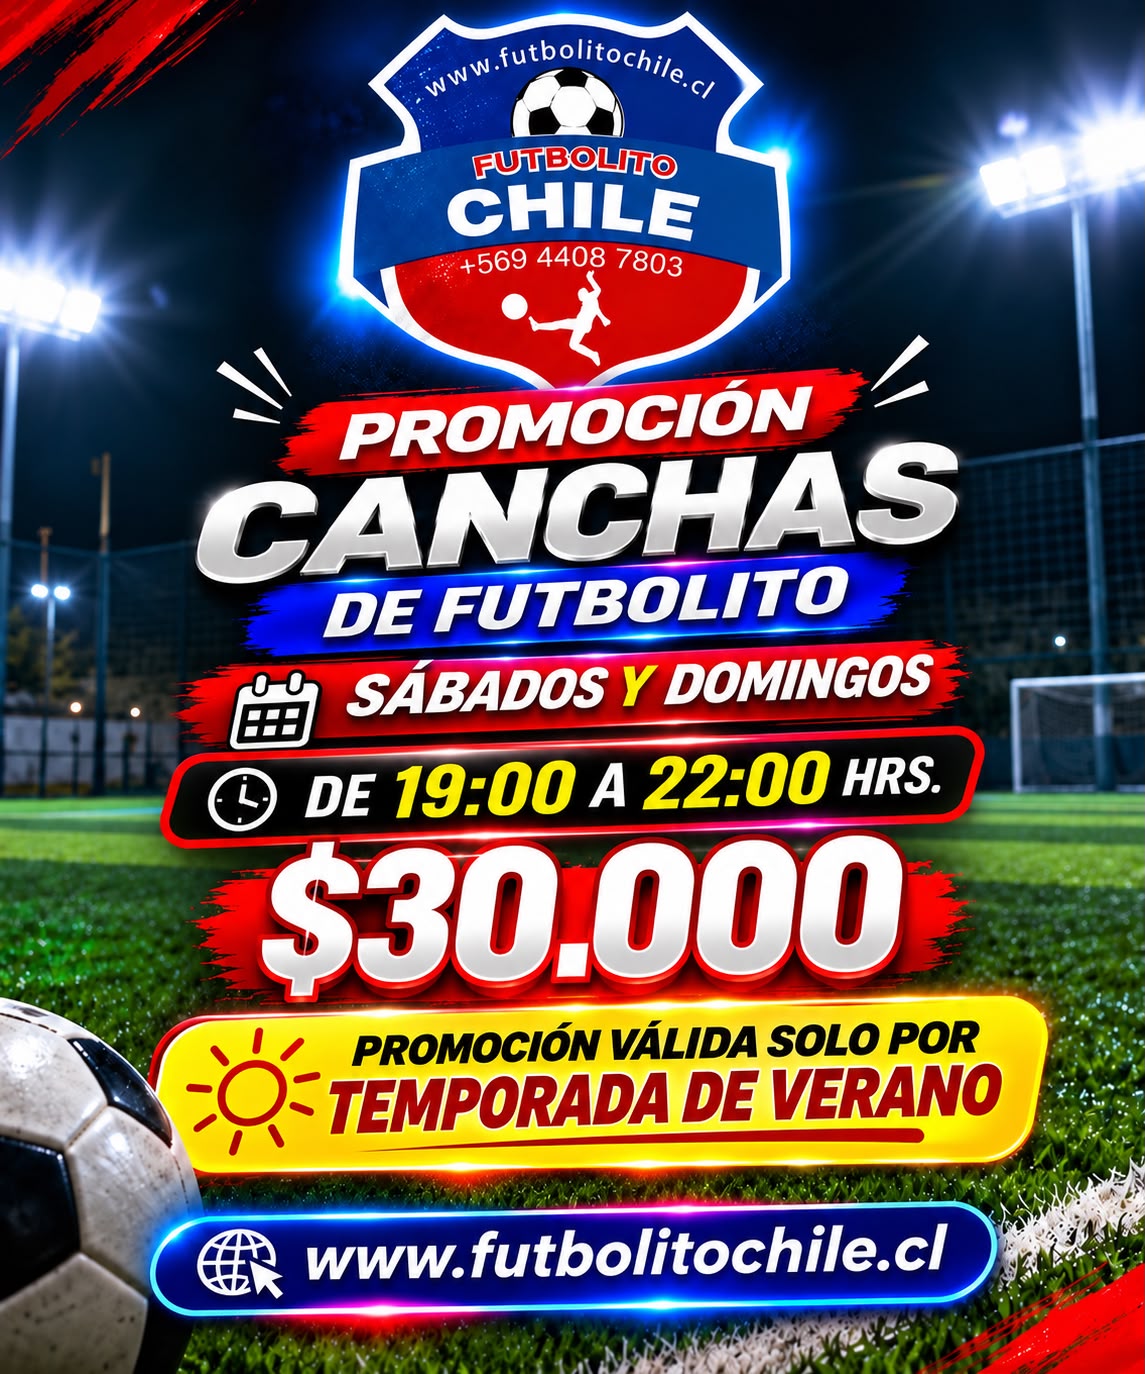 www.futbolitochile.cl
FUTBOLITO
CHILE
+569 4408 7803
PROMOCIÓN
CANCHAS
DE FUTBOLITO
SÁBADOS Y DOMINGOS
DE 19:00 A 22:00 HRS.
$30.000
PROMOCIÓN VÁLIDA SOLO POR
TEMPORADA DE VERANO
www.futbolitochile.cl